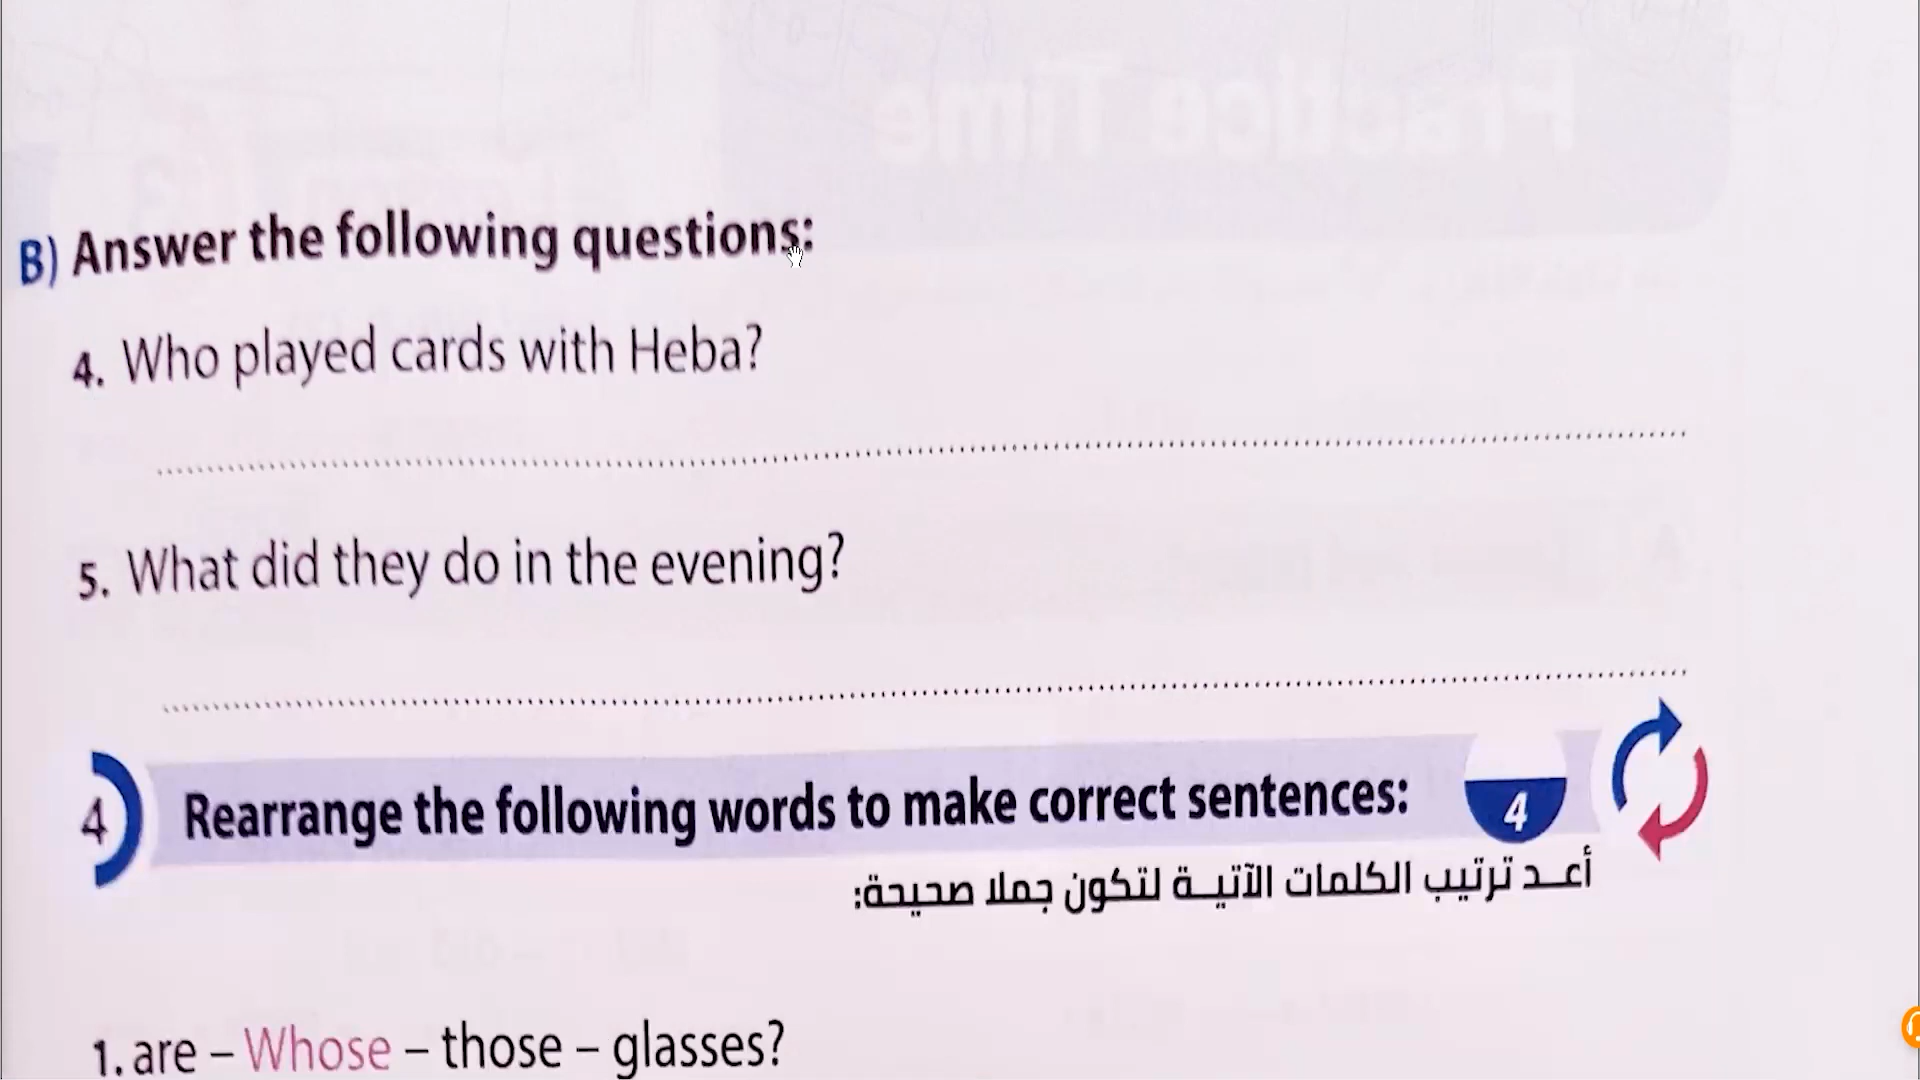 B) Answer the following questions:
4. Who played cards with Heba?
5. What did they do in the evening?
4 Rearrange the following words to make correct sentences: 4
أعـد ترتيب الكلمات الآتيـة لتكون جملا صحيحة:
1. are – Whose – those – glasses?